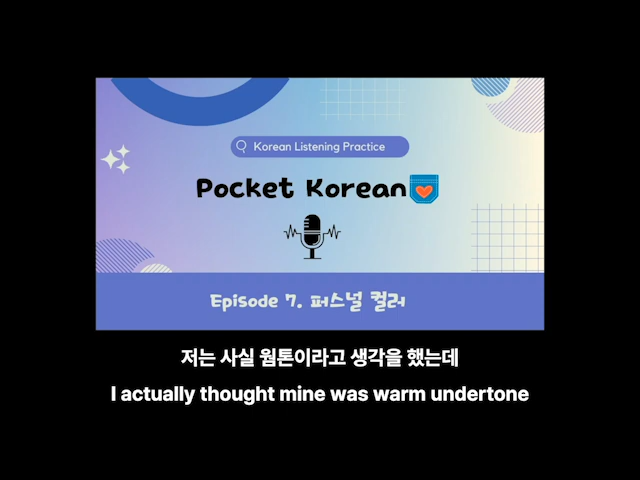 Korean Listening Practice
Pocket Korean
Episode 7. 퍼스널 컬러
저는 사실 웜톤이라고 생각을 했는데
I actually thought mine was warm undertone